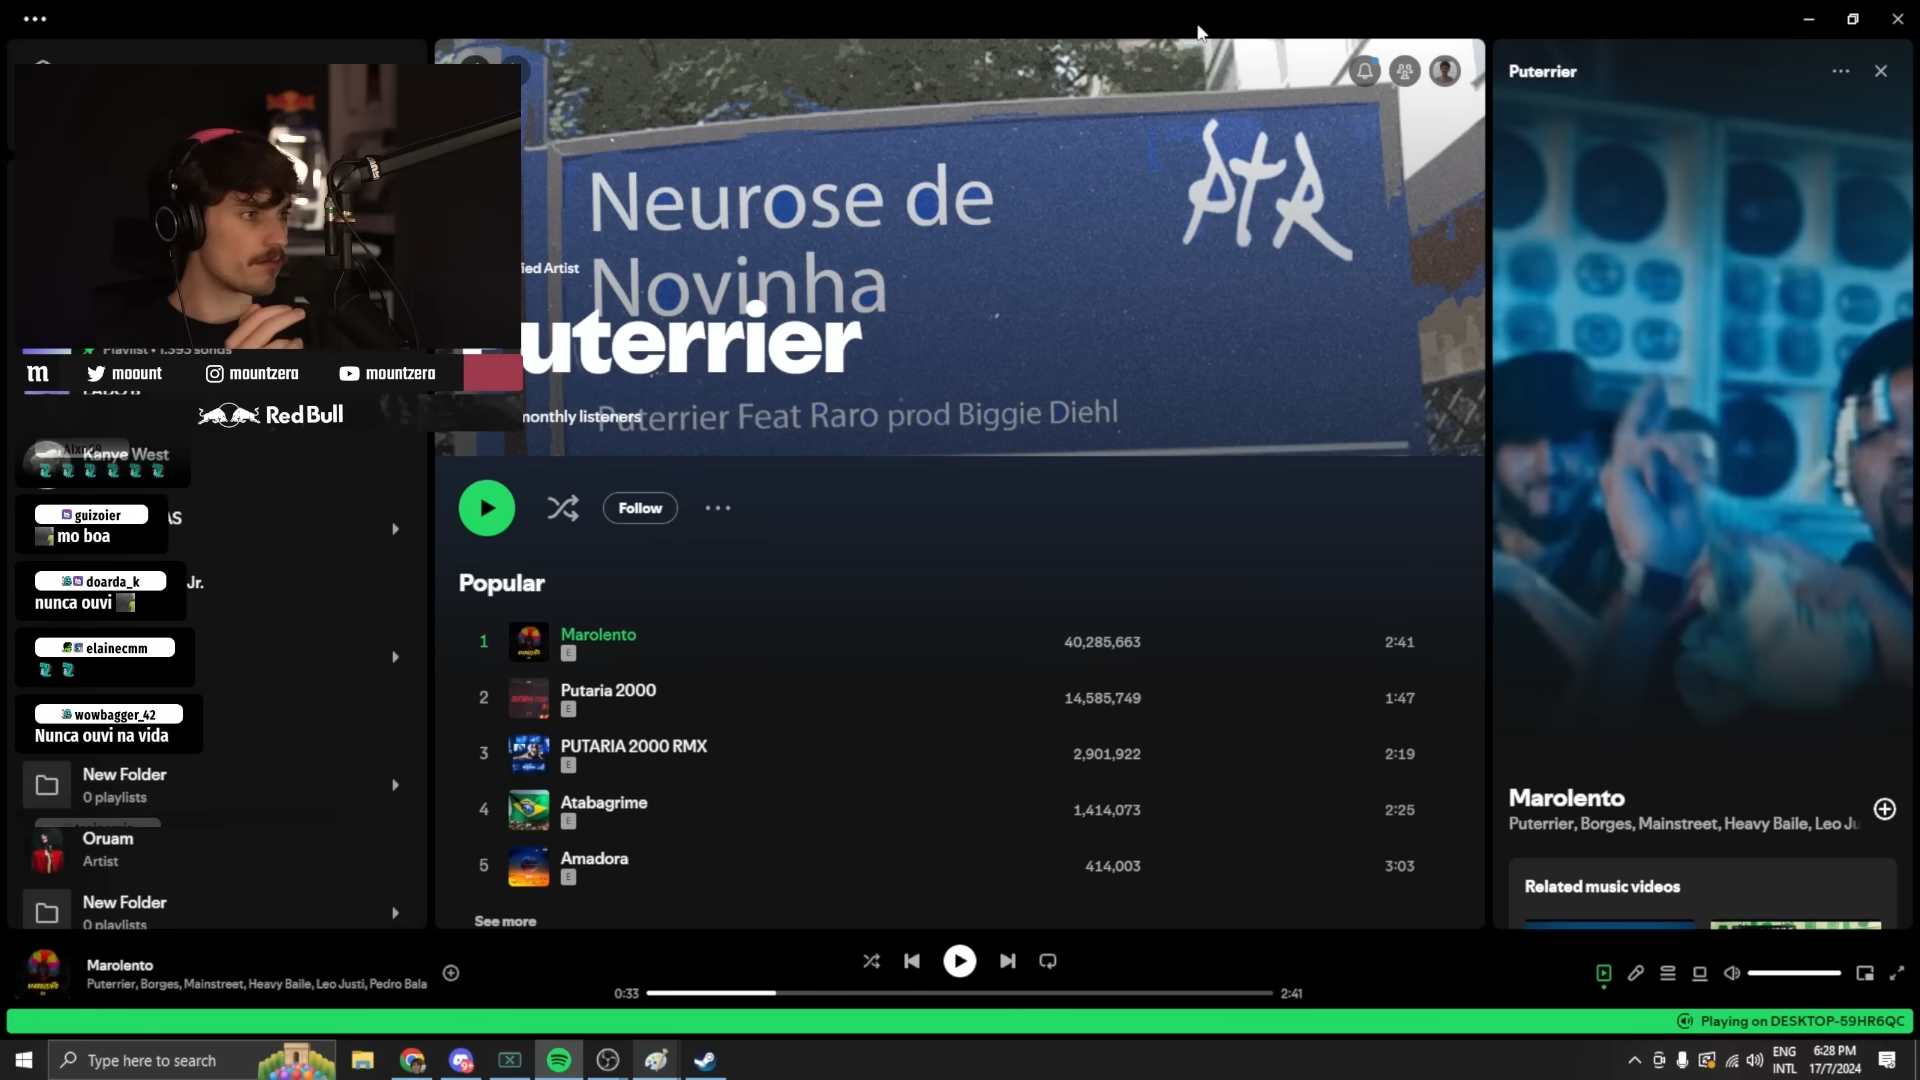 Puterrier
Neurose de
Novinha
PTR
ied Artist
uterrier
monthly listeners
Puterrier Feat Raro prod Biggie Diehl
m
moount
mountzera
mountzera
Red Bull
Kanye West
guizoier
AS
mo boa
doarda_k
Jr.
nunca ouvi
elainecmm
wowbagger_42
Nunca ouvi na vida
New Folder
0 playlists
Oruam
Artist
New Folder
0 playlists
Follow
Popular
1 Marolento 40,285,663 2:41
E
2 Putaria 2000 14,585,749 1:47
E
3 PUTARIA 2000 RMX 2,901,922 2:19
E
4 Atabagrime 1,414,073 2:25
E
5 Amadora 414,003 3:03
E
See more
Marolento
Puterrier, Borges, Mainstreet, Heavy Baile, Leo Ju
Related music videos
Marolento
Puterrier, Borges, Mainstreet, Heavy Baile, Leo Justi, Pedro Bala
0:33
2:41
Playing on DESKTOP-59HR6QC
Type here to search
9+
ENG
INTL
6:28 PM
17/7/2024